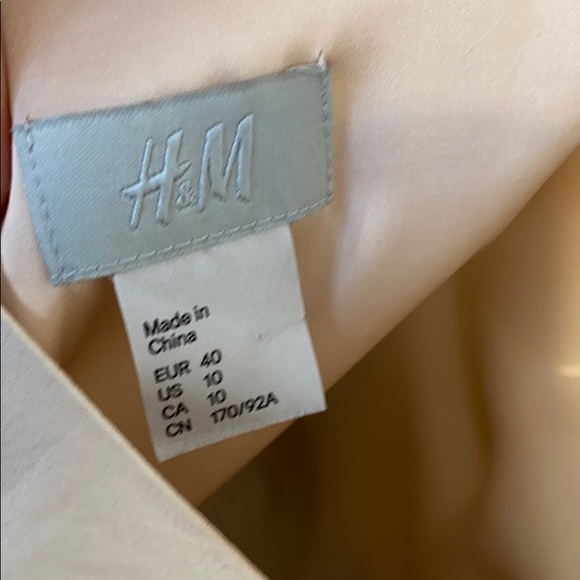 H&M
Made in
China
EUR 40
US 10
CA 10
CN 170/92A